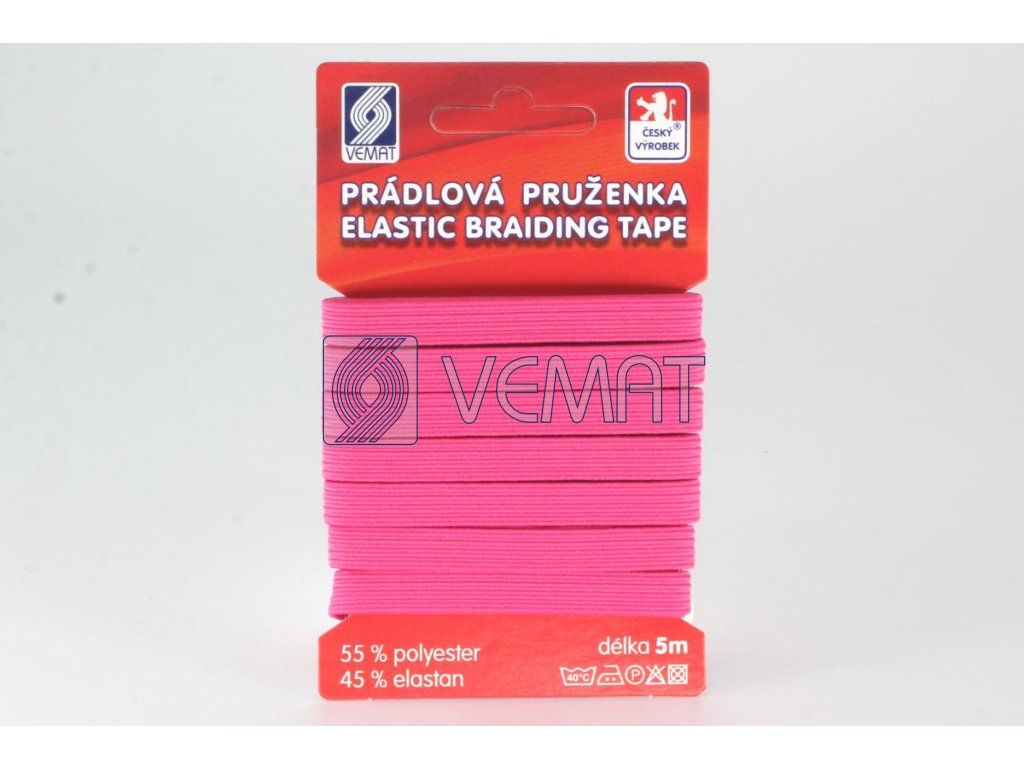 VEMAT
ČESKÝ®
VÝROBEK
PRÁDLOVÁ PRUŽENKA
ELASTIC BRAIDING TAPE
VEMAT
55 % polyester
45 % elastan
délka 5m
40°C P